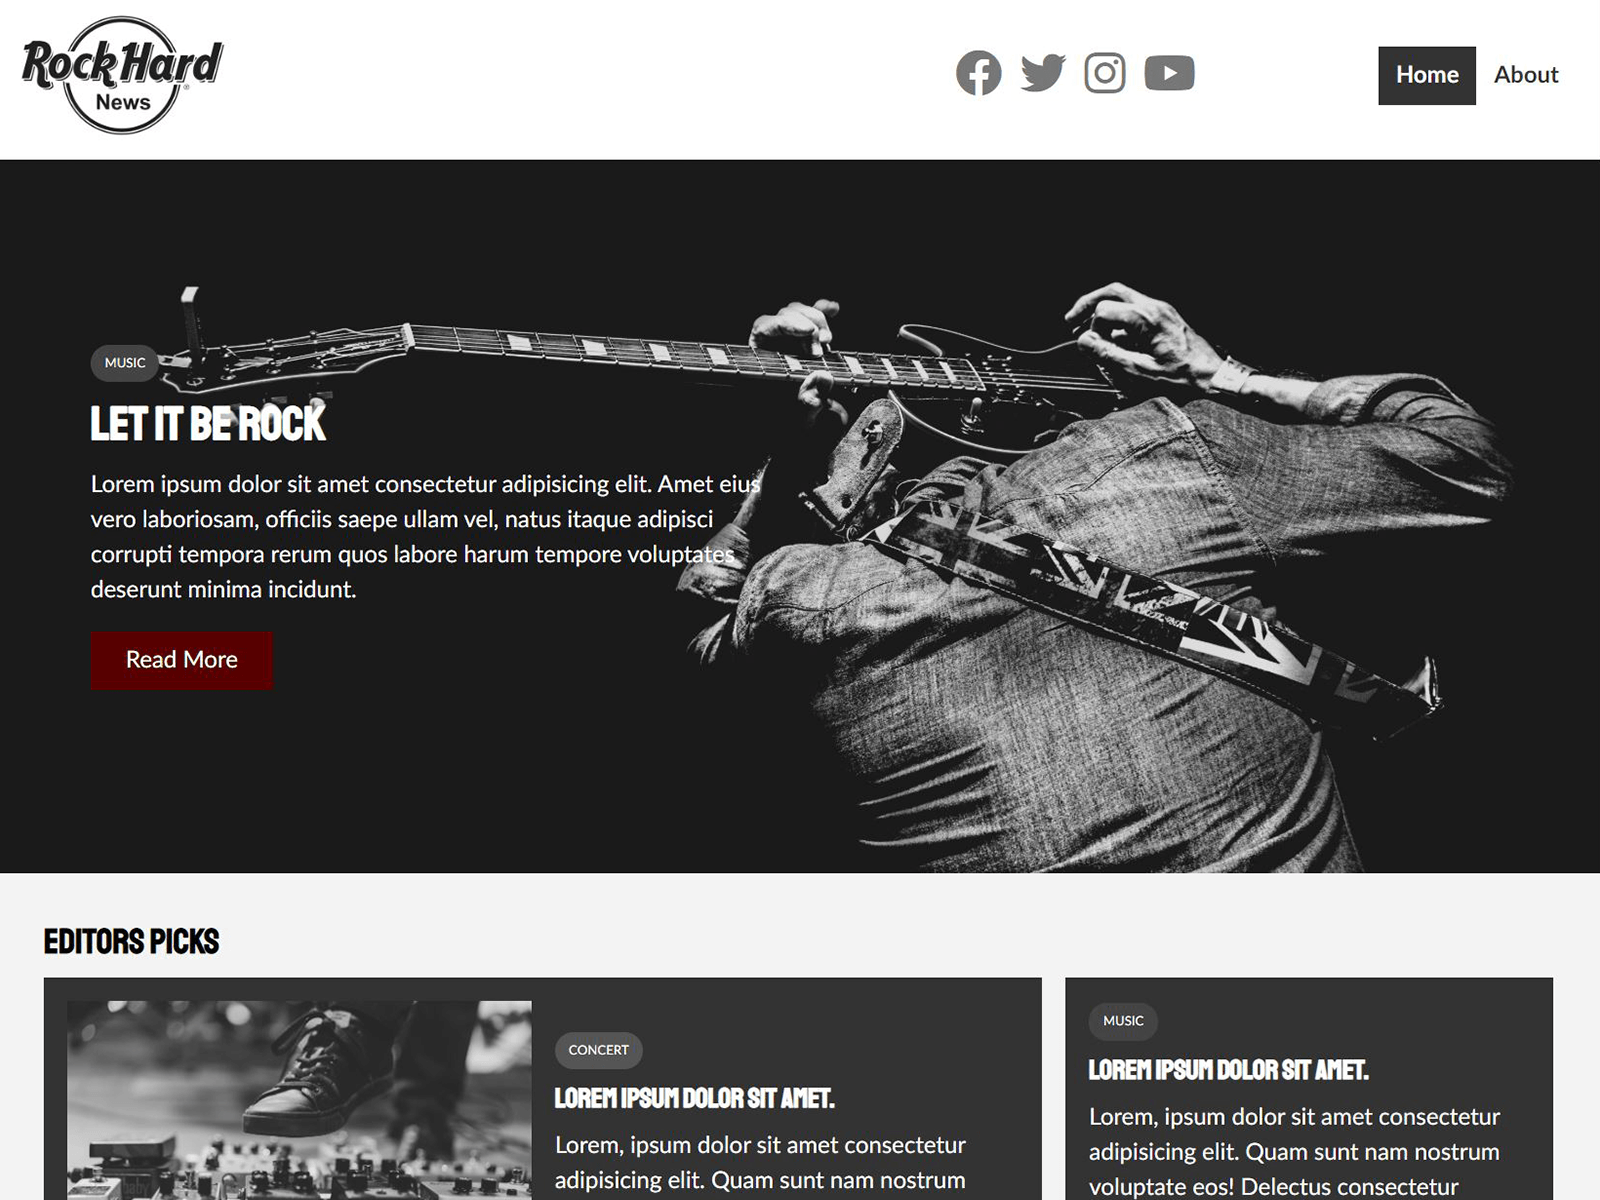 Rock Hard
News
Home About
MUSIC
LET IT BE ROCK
Lorem ipsum dolor sit amet consectetur adipisicing elit. Amet eius
vero laboriosam, officiis saepe ullam vel, natus itaque adipisci
corrupti tempora rerum quos labore harum tempore voluptates
deserunt minima incidunt.
Read More
EDITORS PICKS
CONCERT
LOREM IPSUM DOLOR SIT AMET.
Lorem, ipsum dolor sit amet consectetur
adipisicing elit. Quam sunt nam nostrum
MUSIC
LOREM IPSUM DOLOR SIT AMET.
Lorem, ipsum dolor sit amet consectetur
adipisicing elit. Quam sunt nam nostrum
voluptate eos! Delectus consectetur